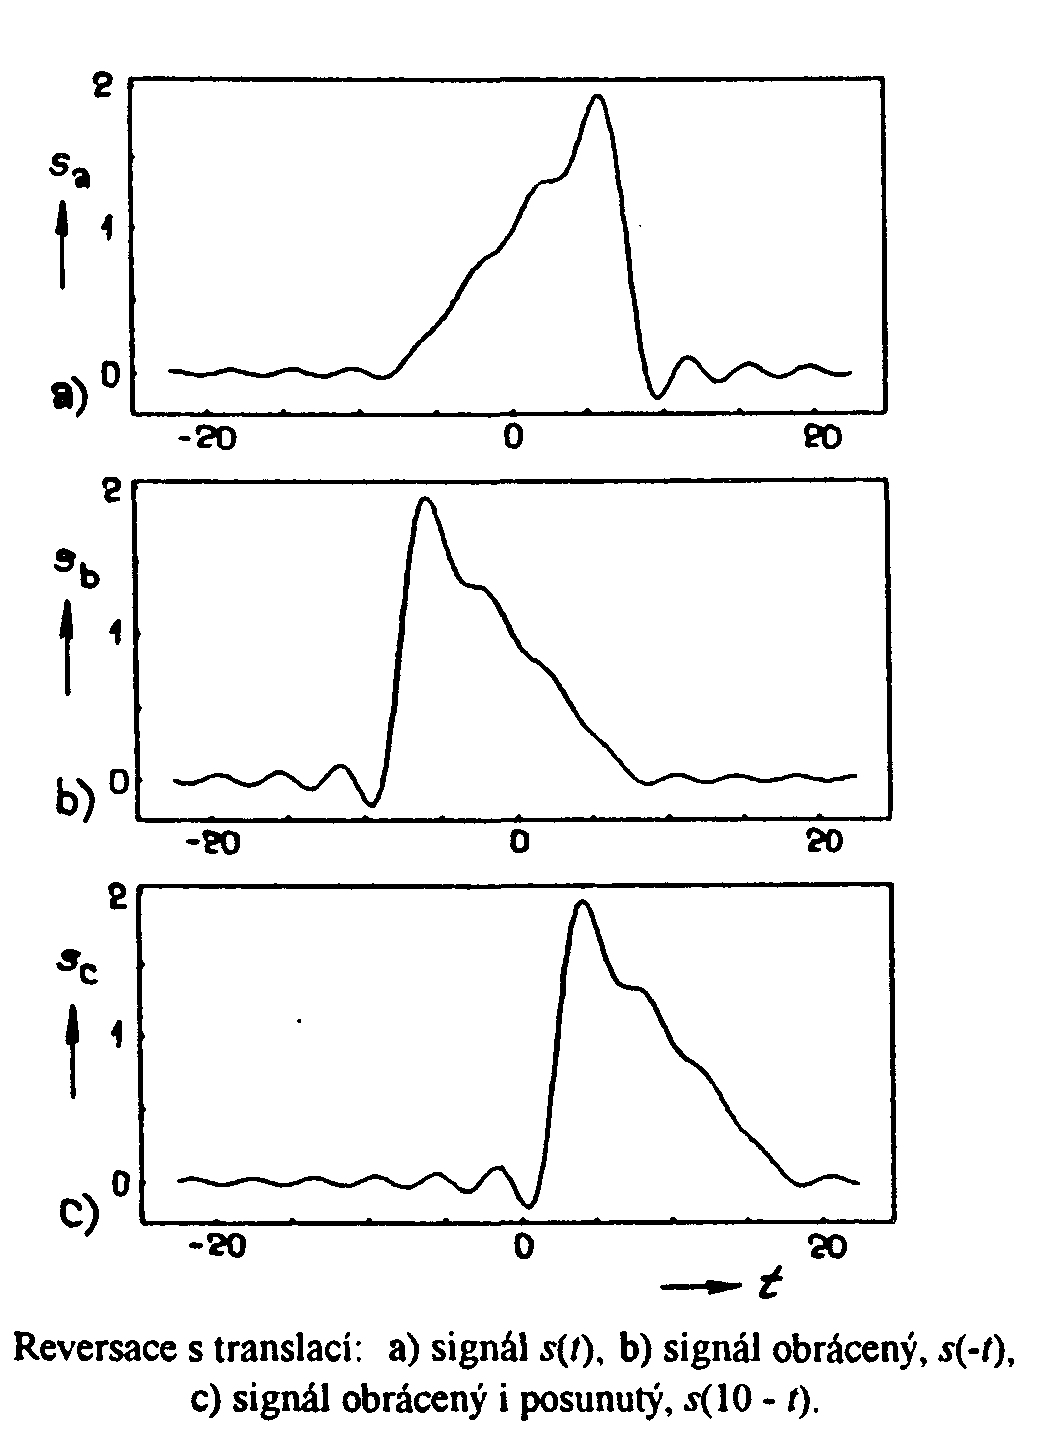 2
sa
1
0
a)
-20 0 20
2
sb
1
0
b)
-20 0 20
2
sc
1
0
c)
-20 0 20
t
Reversace s translací: a) signál s(t), b) signál obrácený, s(-t),
c) signál obrácený i posunutý, s(10 - t).